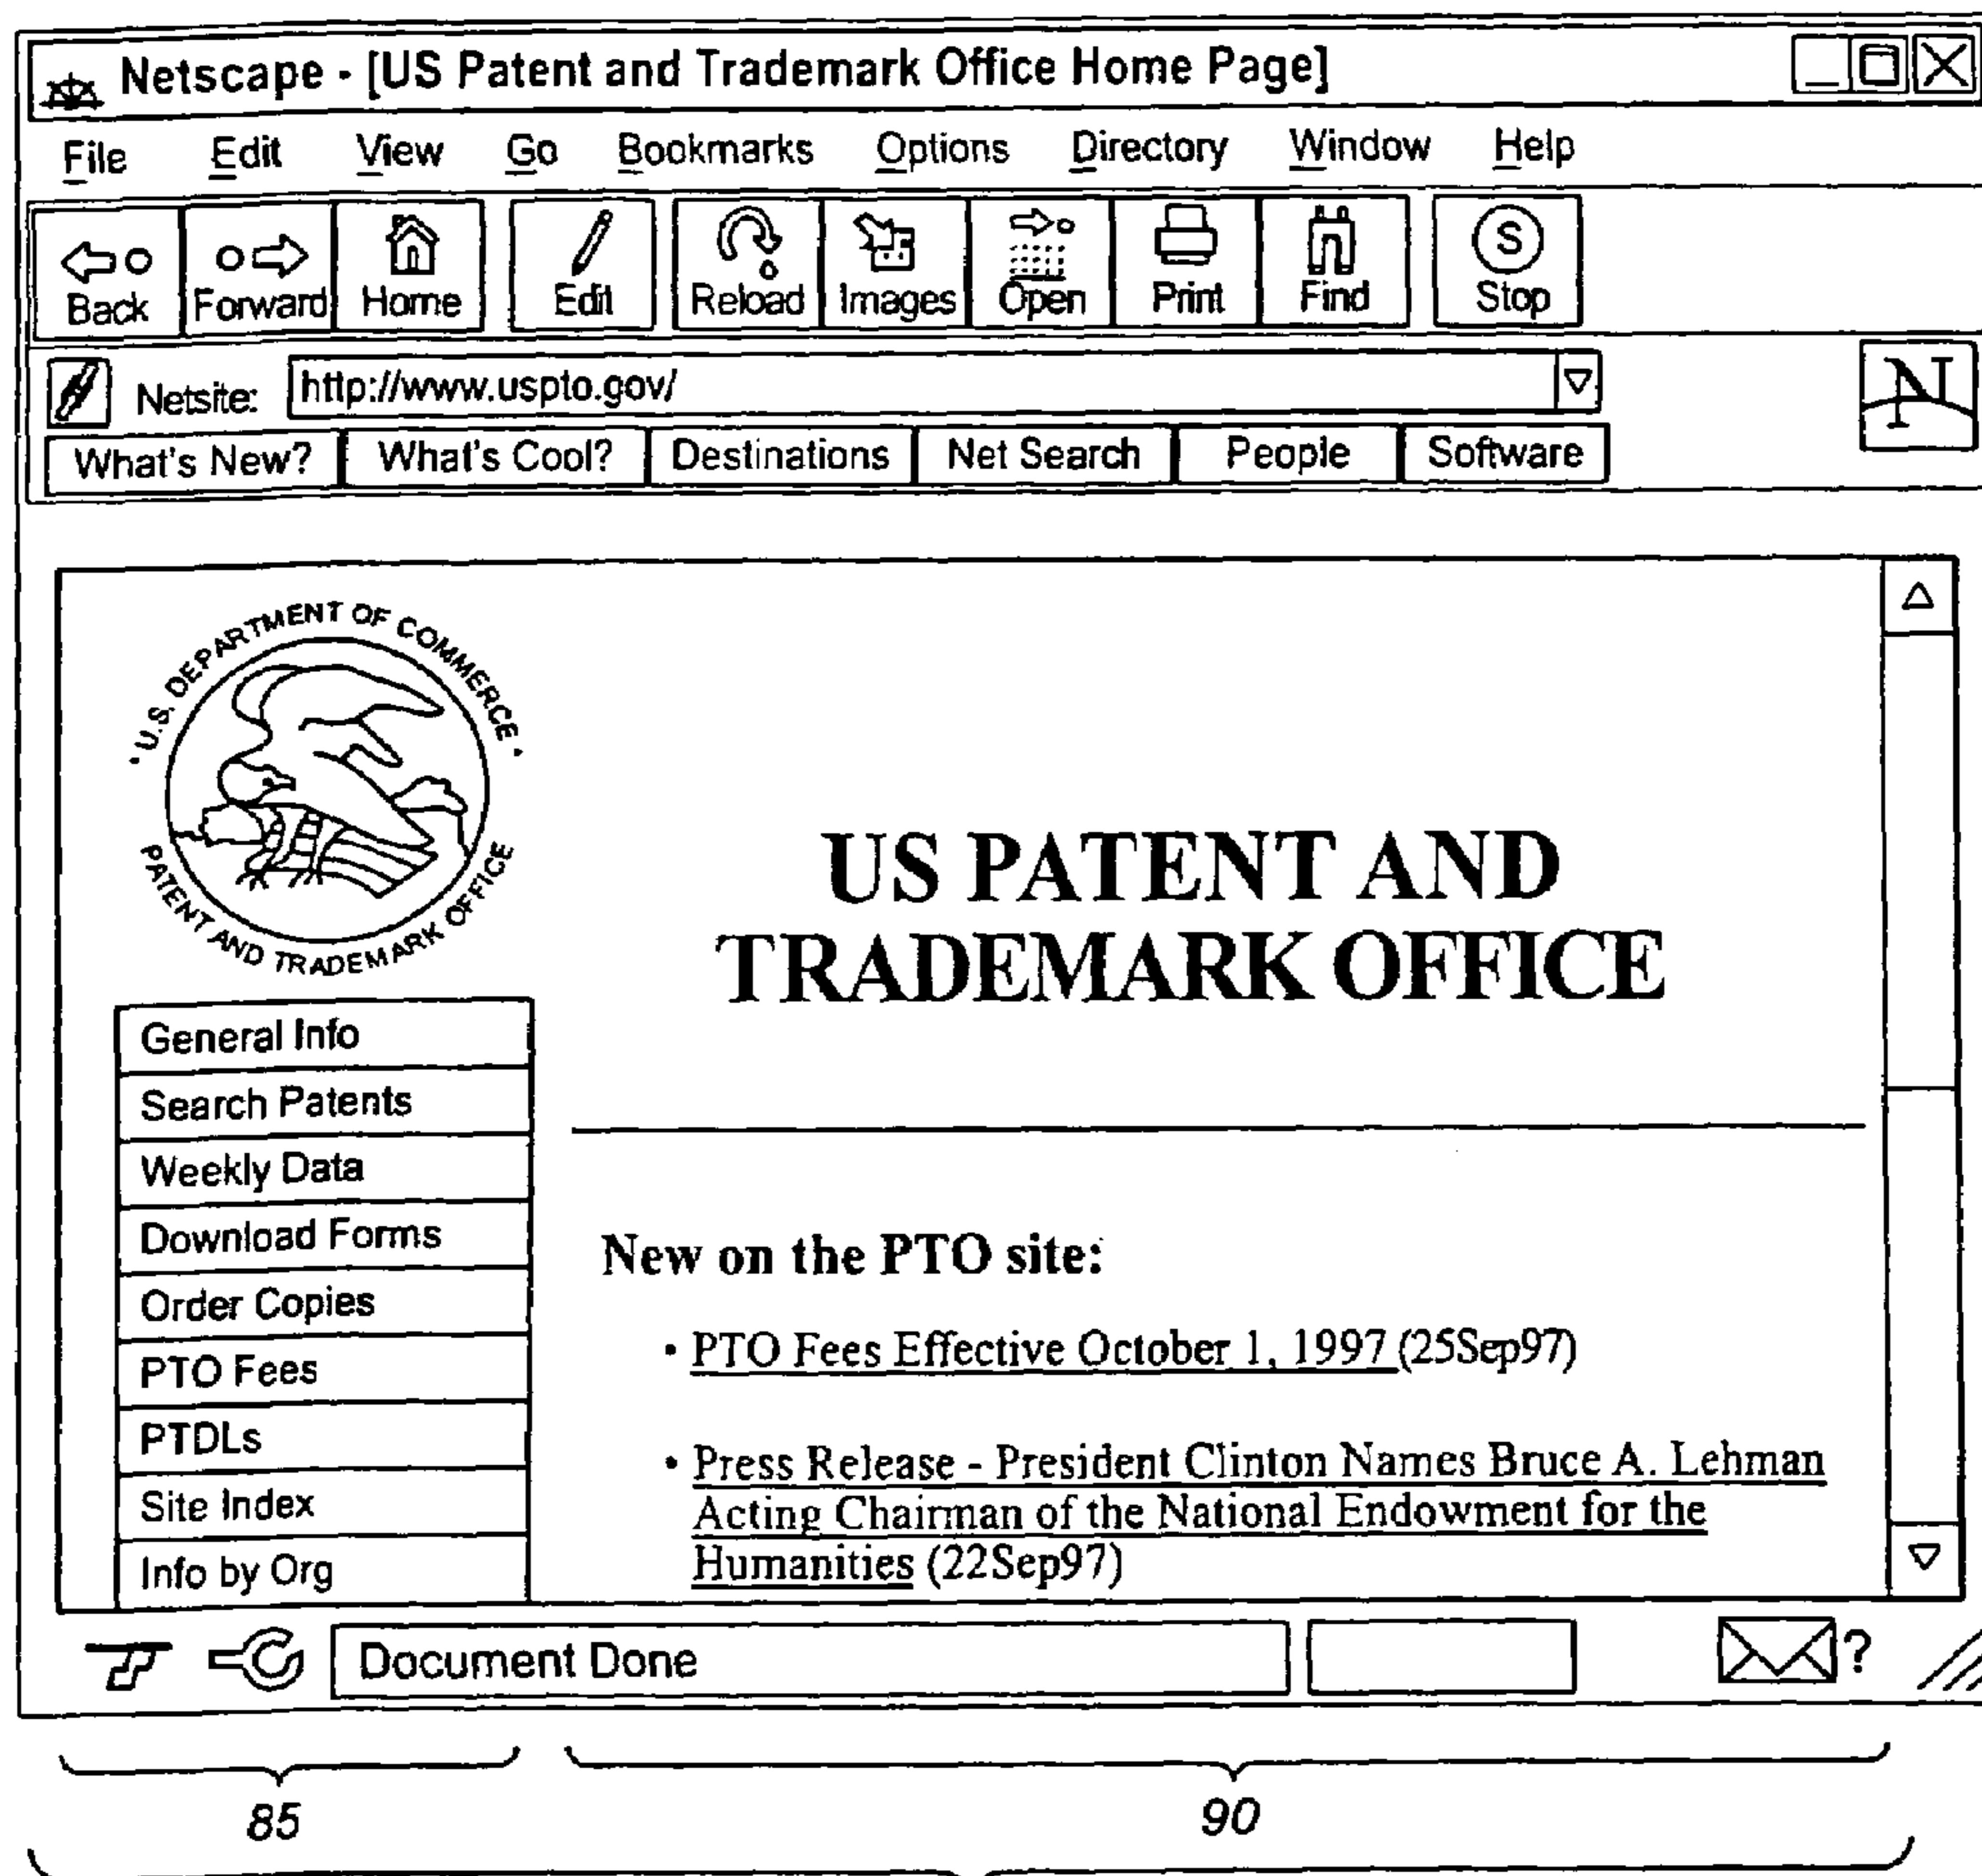 Netscape - [US Patent and Trademark Office Home Page]
File Edit View Go Bookmarks Options Directory Window Help
Back Forward Home Edit Reload Images Open Print Find S Stop
Netsite: http://www.uspto.gov/ N
What's New? What's Cool? Destinations Net Search People Software
• U.S. DEPARTMENT OF COMMERCE •
PATENT AND TRADEMARK OFFICE
US PATENT AND
TRADEMARK OFFICE
General Info
Search Patents
Weekly Data
Download Forms
Order Copies
PTO Fees
PTDLs
Site Index
Info by Org
New on the PTO site:
• PTO Fees Effective October 1, 1997 (25Sep97)
• Press Release - President Clinton Names Bruce A. Lehman
Acting Chairman of the National Endowment for the
Humanities (22Sep97)
Document Done ?
85 90